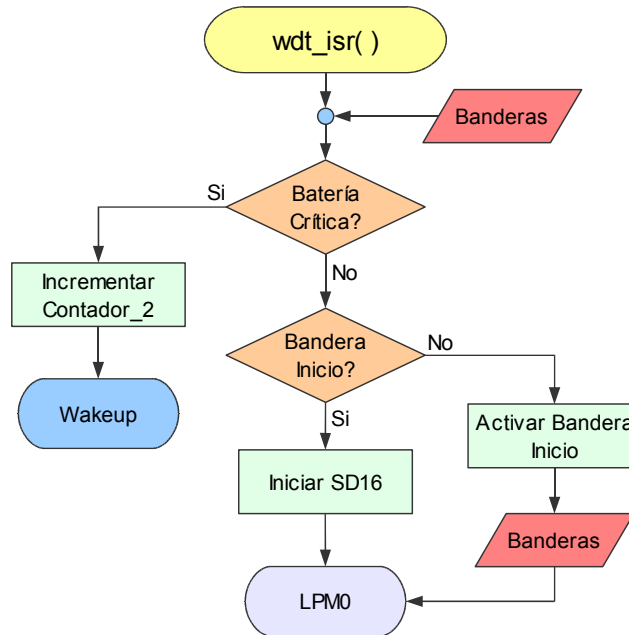 wdt_isr( )
Banderas
Batería
Crítica?
Si
No
Incrementar
Contador_2
Wakeup
Bandera
Inicio?
No
Si
Activar Bandera
Inicio
Iniciar SD16
Banderas
LPM0